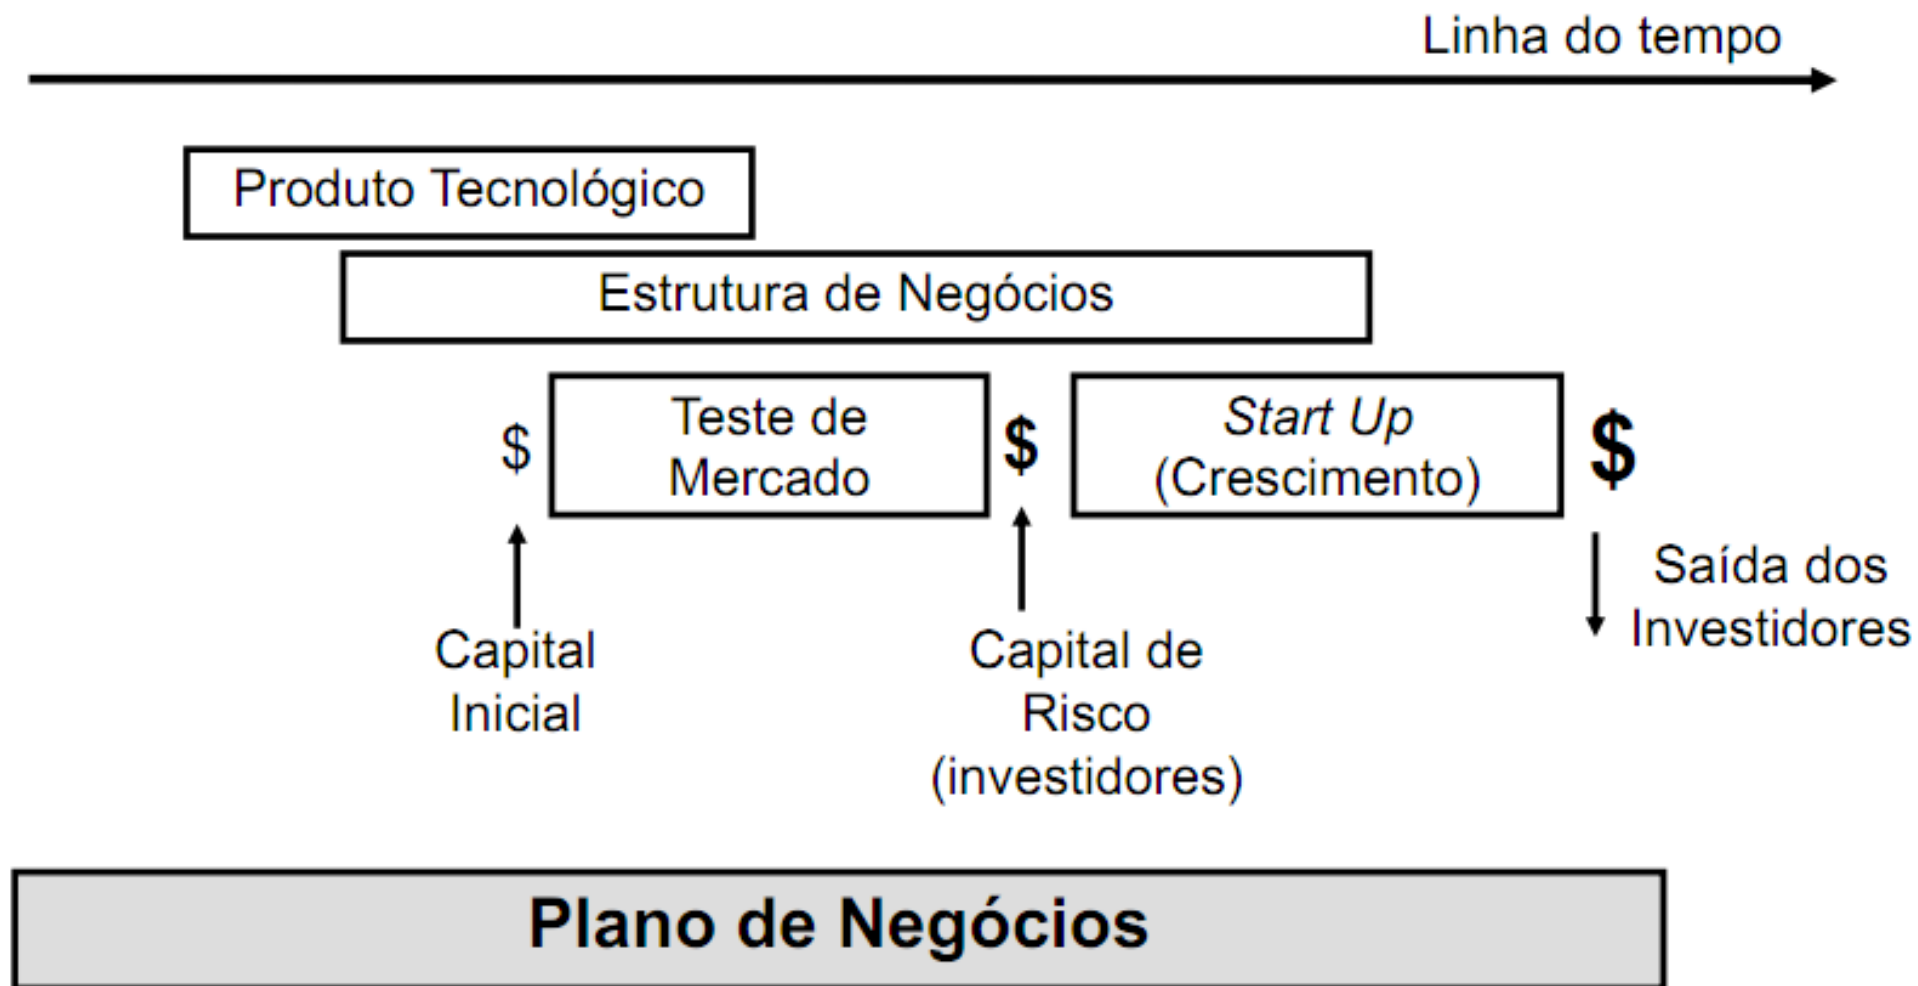 Linha do tempo
Produto Tecnológico
Estrutura de Negócios
$
Teste de
Mercado
$
Start Up
(Crescimento)
$
Capital
Inicial
Capital de
Risco
(investidores)
Saída dos
Investidores
Plano de Negócios